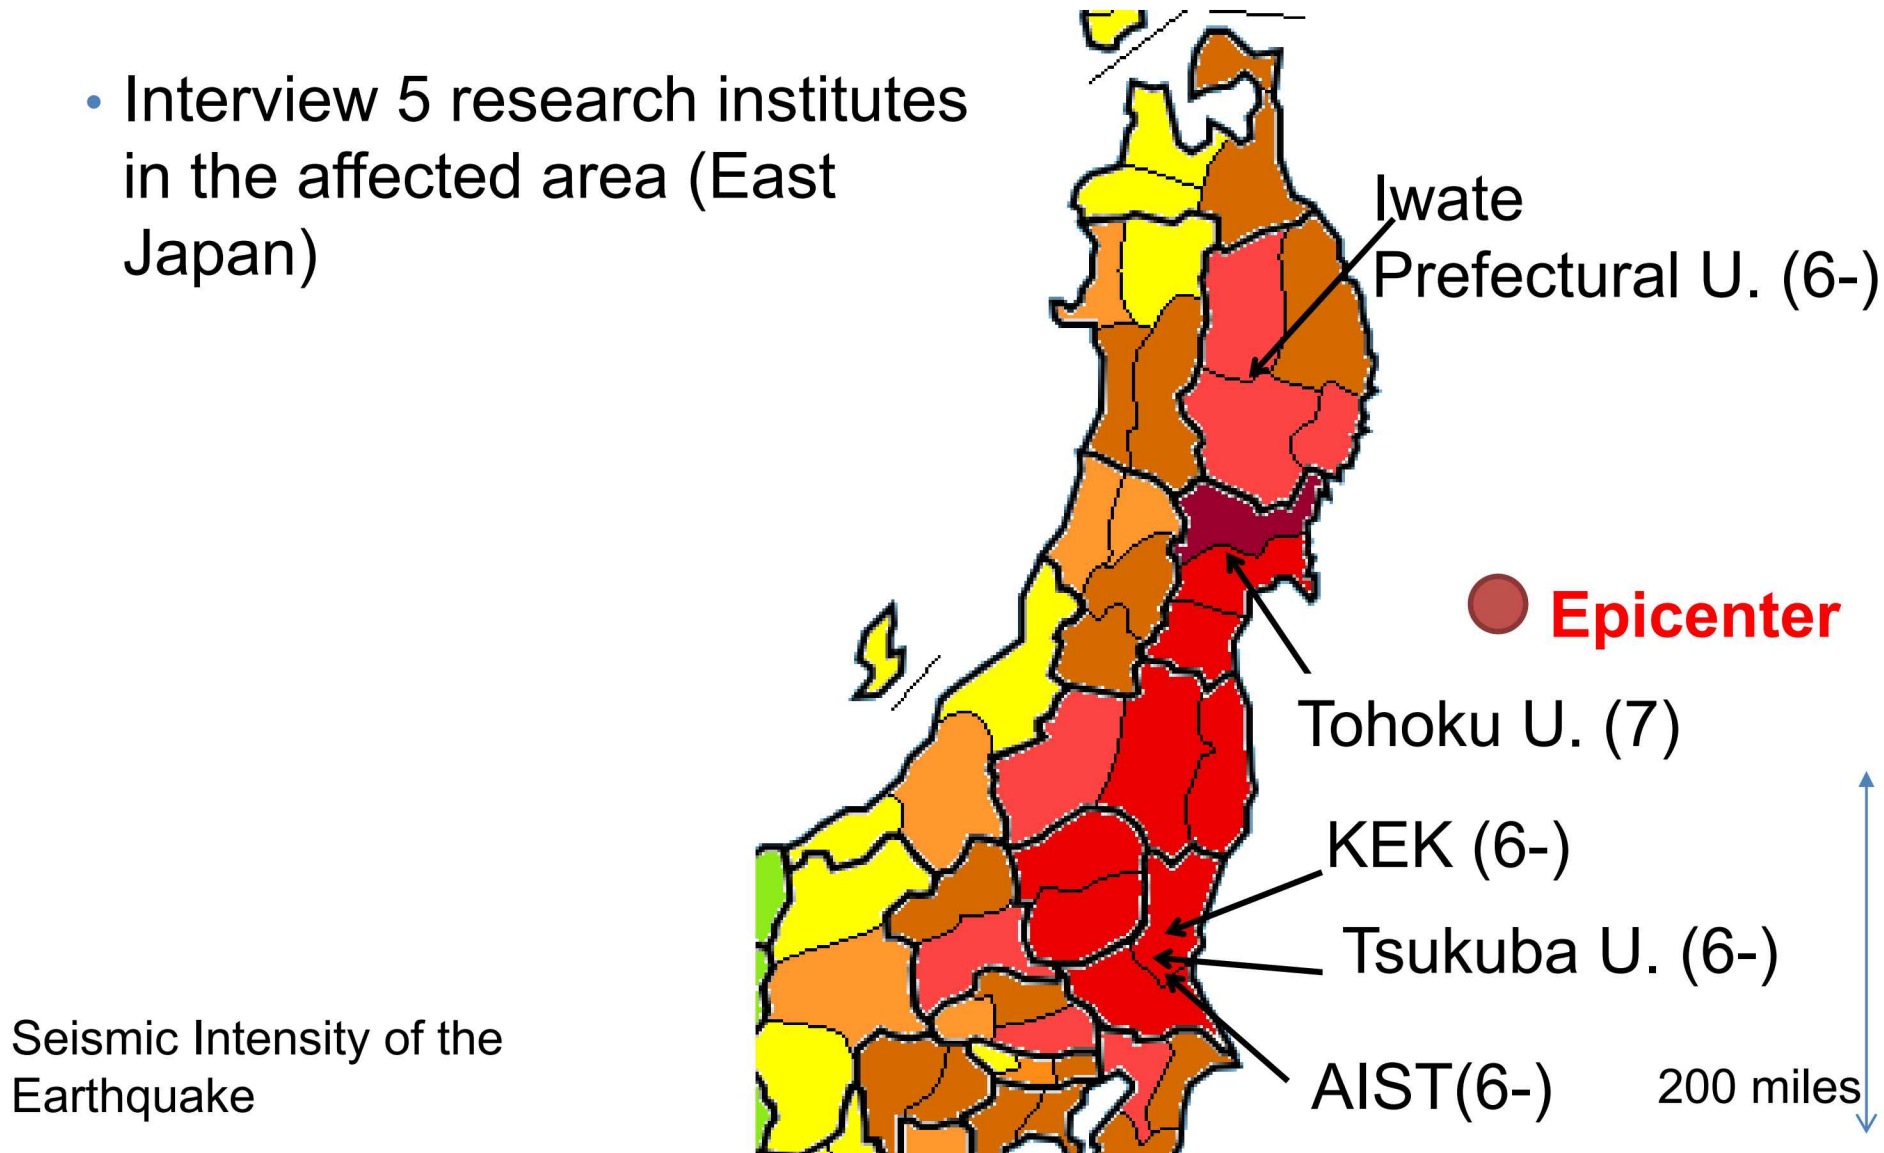 • Interview 5 research institutes
in the affected area (East
Japan)
Iwate
Prefectural U. (6-)
Epicenter
Tohoku U. (7)
KEK (6-)
Tsukuba U. (6-)
AIST(6-)
200 miles
Seismic Intensity of the
Earthquake